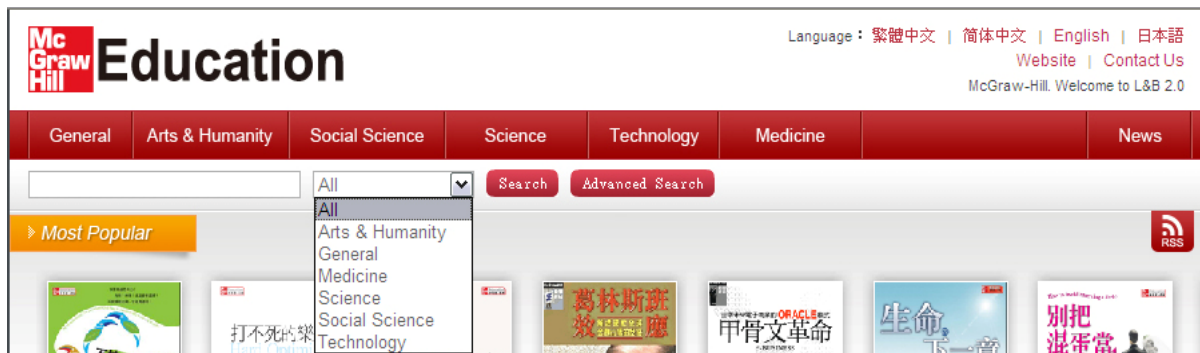 Mc
Graw
Hill
Education
Language： 繁體中文 | 简体中文 | English | 日本語
Website | Contact Us
McGraw-Hill. Welcome to L&B 2.0
General Arts & Humanity Social Science Science Technology Medicine News
All Search Advanced Search
All
Arts & Humanity
General
Medicine
Science
Social Science
Technology
Most Popular
RSS
打不死的樂
葛林斯班
效應
ORACLE
甲骨文革命
生命,
下一章
別把
混蛋當